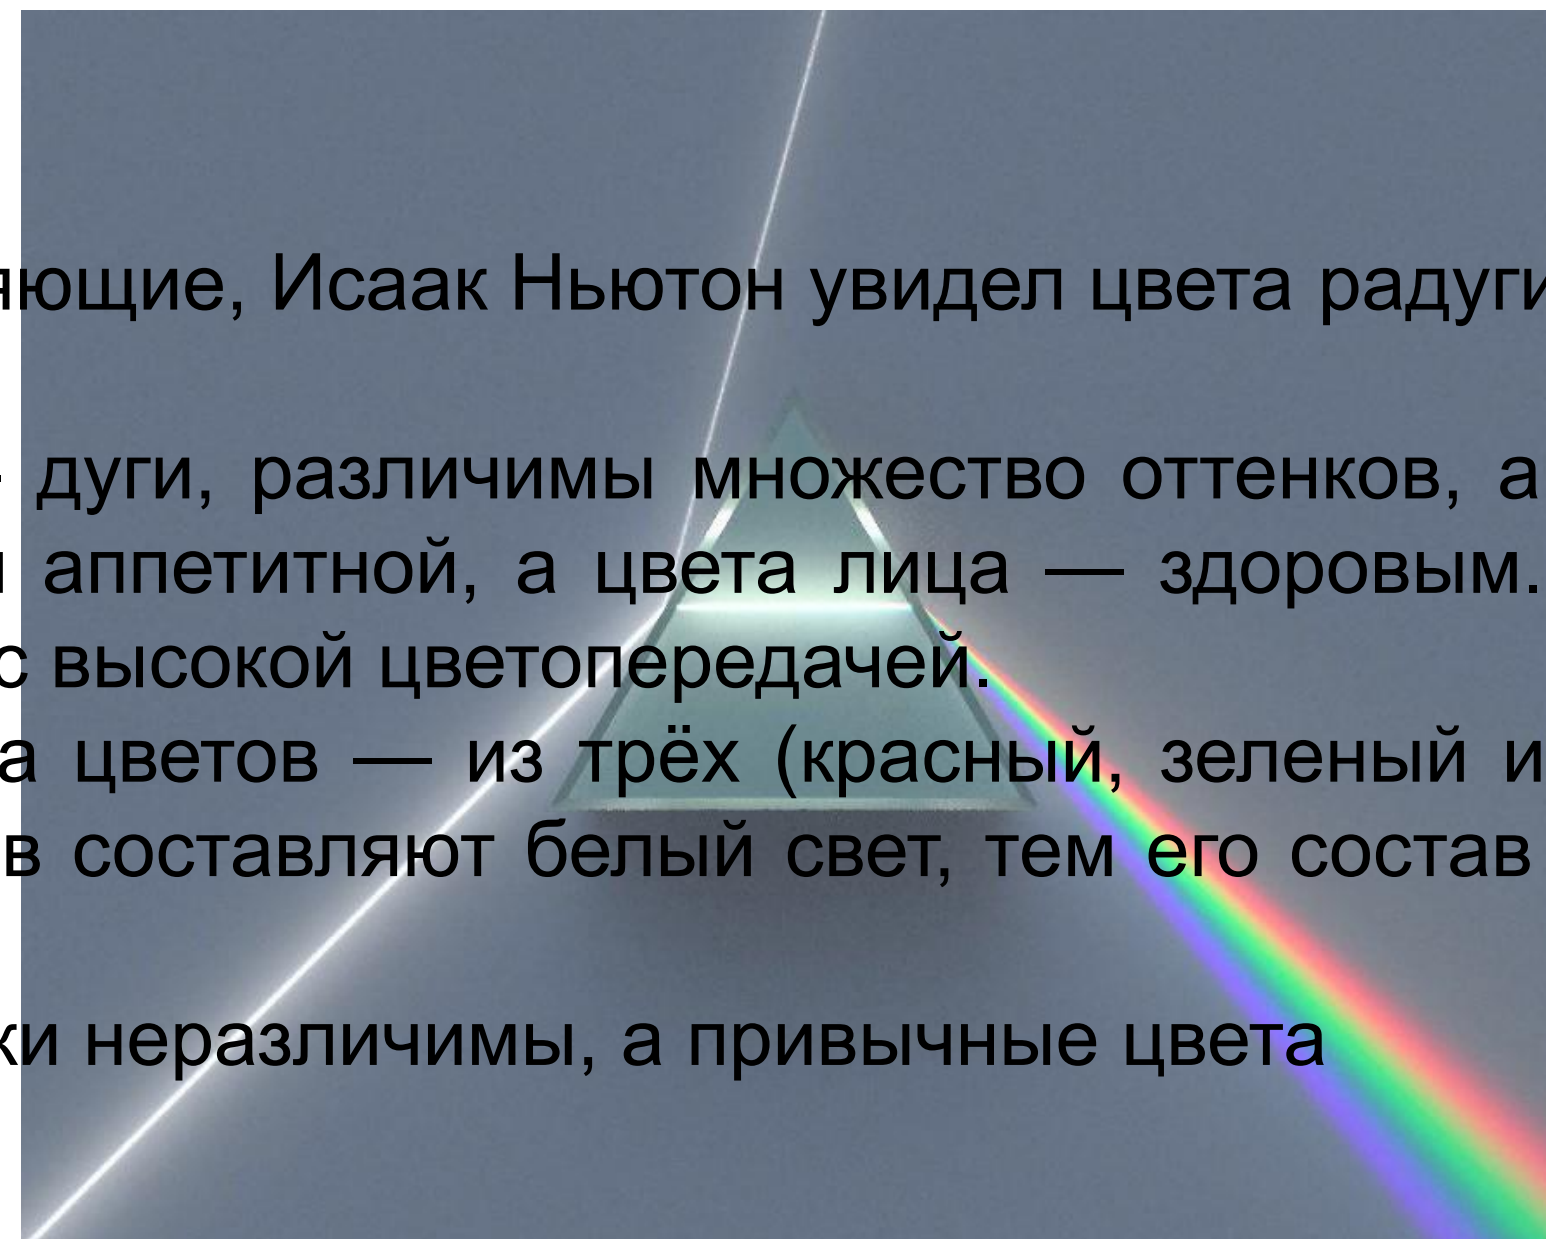 яющие, Исаак Ньютон увидел цвета радуги
дуги, различимы множество оттенков, а
аппетитной, а цвета лица — здоровым.
с высокой цветопередачей.
а цветов — из трёх (красный, зеленый и
в составляют белый свет, тем его состав
ки неразличимы, а привычные цвета